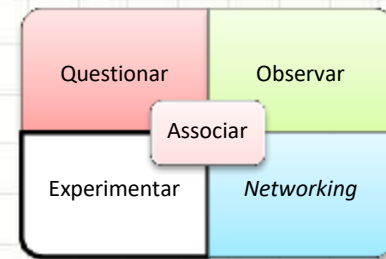 Questionar
Observar
Associar
Experimentar
Networking